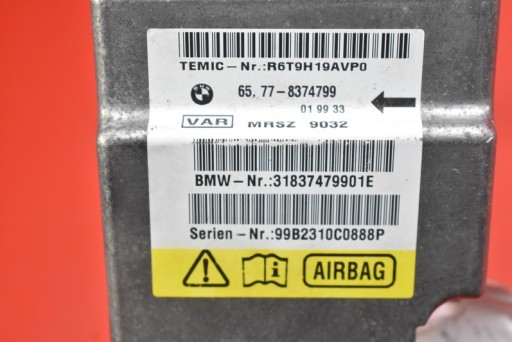 TEMIC-Nr.:R6T9H19AVP0
65.77-8374799
01 99 33
VAR MRSZ 9032
BMW-Nr.:31837479901E
Serien-Nr.:99B2310C0888P
AIRBAG